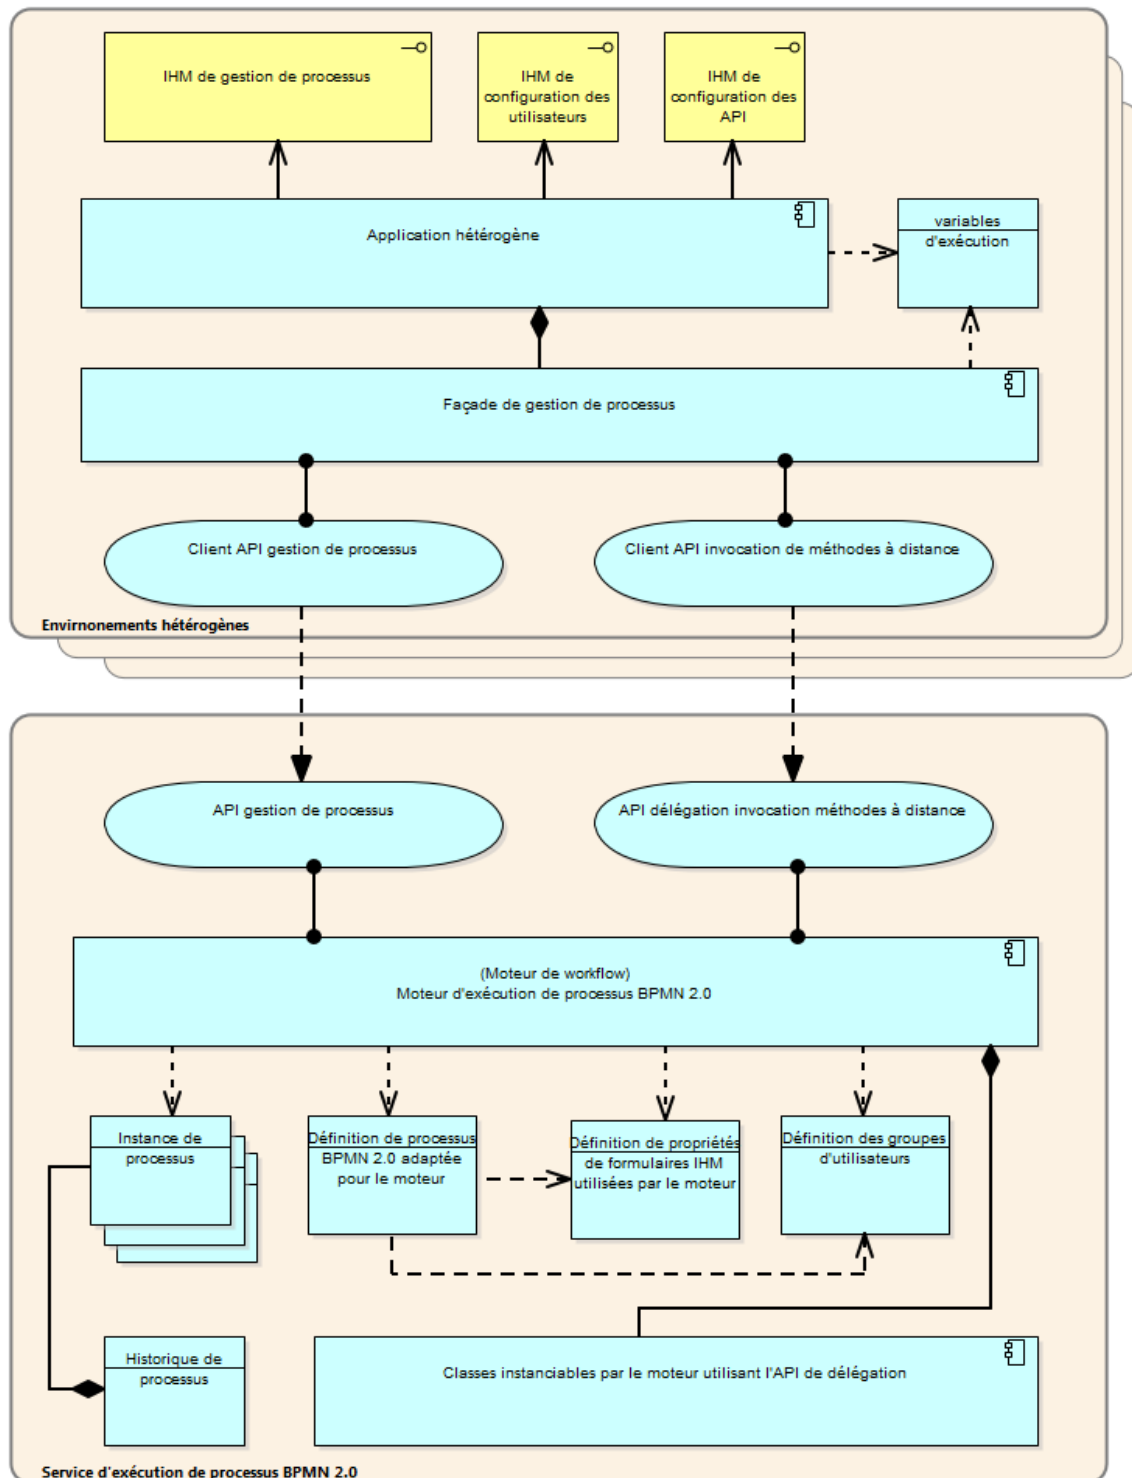 IHM de gestion de processus
IHM de
configuration des
utilisateurs
IHM de
configuration des
API
Application hétérogène
variables
d'exécution
Façade de gestion de processus
Client API gestion de processus
Client API invocation de méthodes à distance
Envirnonements hétérogènes
API gestion de processus
API délégation invocation méthodes à distance
(Moteur de workflow)
Moteur d'exécution de processus BPMN 2.0
Instance de
processus
Définition de processus
BPMN 2.0 adaptée
pour le moteur
Définition de propriétés
de formulaires IHM
utilisées par le moteur
Définition des groupes
d'utilisateurs
Historique de
processus
Classes instanciables par le moteur utilisant l'API de délégation
Service d'exécution de processus BPMN 2.0